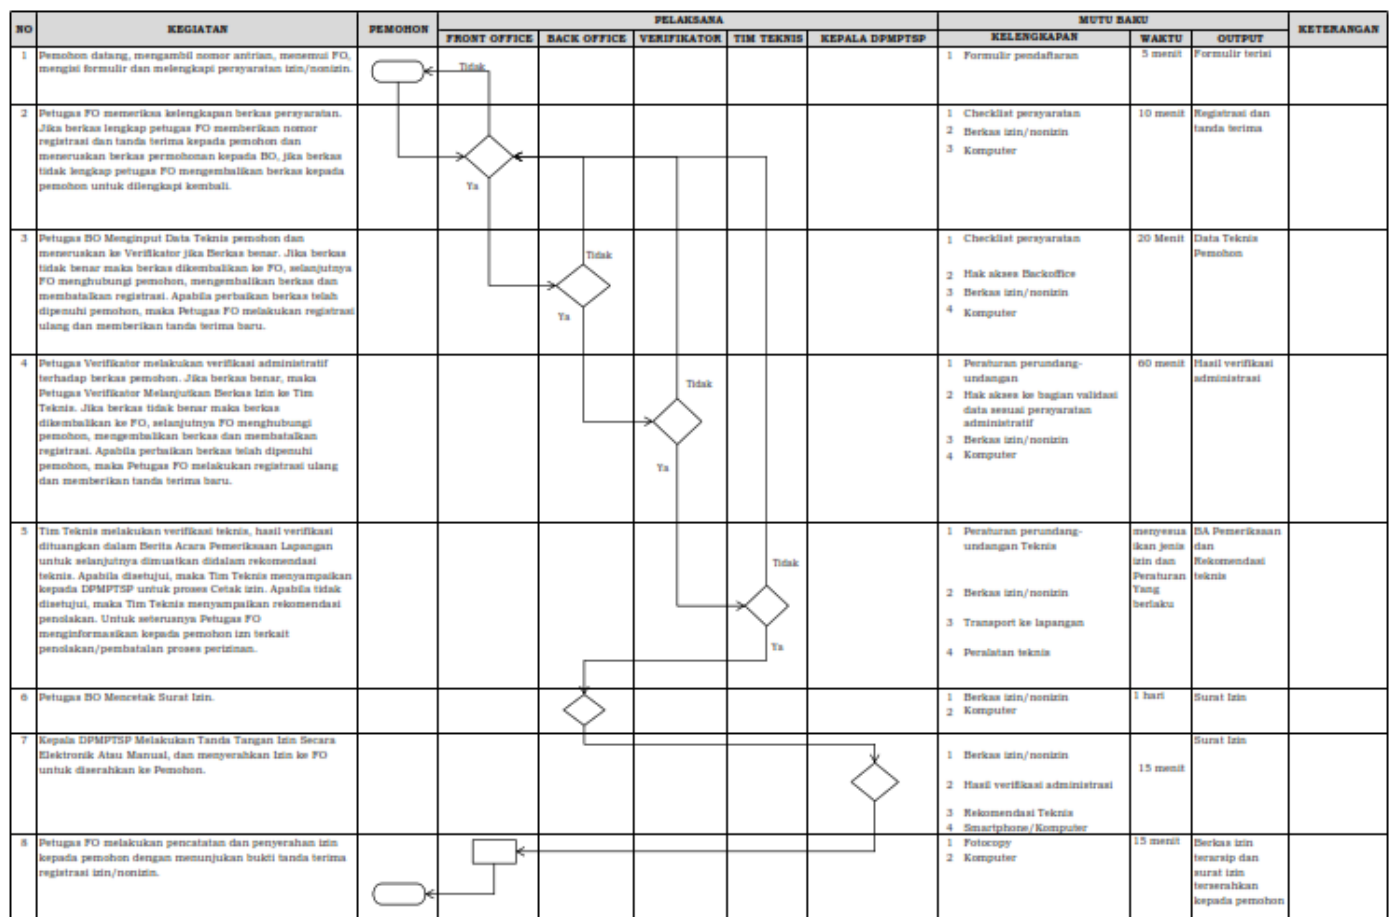 NO KEGIATAN PEMOHON PELAKSANA MUTU BAKU KETERANGAN
FRONT OFFICE BACK OFFICE VERIFIKATOR TIM TEKNIS KEPALA DPMPTSP KELENGKAPAN WAKTU OUTPUT
1 Pemohon datang, mengambil nomor antrian, menemui FO,
mengisi formulir dan melengkapi persyaratan izin/nonizin.
Tidak
1 Formulir pendaftaran
5 menit
Formulir terisi
2 Petugas FO memeriksa kelengkapan berkas persyaratan.
Jika berkas lengkap petugas FO memberikan nomor
registrasi dan tanda terima kepada pemohon dan
meneruskan berkas permohonan kepada BO, jika berkas
tidak lengkap petugas FO mengembalikan berkas kepada
pemohon untuk dilengkapi kembali.
Ya
1 Checklist persyaratan
2 Berkas izin/nonizin
3 Komputer
10 menit
Registrasi dan
tanda terima
3 Petugas BO Menginput Data Teknis pemohon dan
meneruskan ke Verifikator jika Berkas benar. Jika berkas
tidak benar maka berkas dikembalikan ke FO, selanjutnya
FO menghubungi pemohon, mengembalikan berkas dan
membatalkan registrasi. Apabila perbaikan berkas telah
dipenuhi pemohon, maka Petugas FO melakukan registrasi
ulang dan memberikan tanda terima baru.
Tidak
Ya
1 Checklist persyaratan
2 Hak akses Backoffice
3 Berkas izin/nonizin
4 Komputer
20 Menit
Data Teknis
Pemohon
4 Petugas Verifikator melakukan verifikasi administratif
terhadap berkas pemohon. Jika berkas benar, maka
Petugas Verifikator Melanjutkan Berkas Izin ke Tim
Teknis. Jika berkas tidak benar maka berkas
dikembalikan ke FO, selanjutnya FO menghubungi
pemohon, mengembalikan berkas dan membatalkan
registrasi. Apabila perbaikan berkas telah dipenuhi
pemohon, maka Petugas FO melakukan registrasi ulang
dan memberikan tanda terima baru.
Tidak
Ya
1 Peraturan perundang-
undangan
2 Hak akses ke bagian validasi
data sesuai persyaratan
administratif
3 Berkas izin/nonizin
4 Komputer
60 menit
Hasil verifikasi
administrasi
5 Tim Teknis melakukan verifikasi teknis, hasil verifikasi
dituangkan dalam Berita Acara Pemeriksaan Lapangan
untuk selanjutnya dimuatkan didalam rekomendasi
teknis. Apabila disetujui, maka Tim Teknis menyampaikan
kepada DPMPTSP untuk proses Cetak izin. Apabila tidak
disetujui, maka Tim Teknis menyampaikan rekomendasi
penolakan. Untuk seterusnya Petugas FO
menginformasikan kepada pemohon izn terkait
penolakan/pembatalan proses perizinan.
Tidak
Ya
1 Peraturan perundang-
undangan Teknis
2 Berkas izin/nonizin
3 Transport ke lapangan
4 Peralatan teknis
menyesua
ikan jenis
izin dan
Peraturan
Yang
berlaku
BA Pemeriksaan
dan
Rekomendasi
teknis
6 Petugas BO Mencetak Surat Izin.
1 Berkas izin/nonizin
2 Komputer
1 hari
Surat Izin
7 Kepala DPMPTSP Melakukan Tanda Tangan Izin Secara
Elektronik Atau Manual, dan menyerahkan Izin ke FO
untuk diserahkan ke Pemohon.
1 Berkas izin/nonizin
2 Hasil verifikasi administrasi
3 Rekomendasi Teknis
4 Smartphone/Komputer
15 menit
Surat Izin
8 Petugas FO melakukan pencatatan dan penyerahan izin
kepada pemohon dengan menunjukan bukti tanda terima
registrasi izin/nonizin.
1 Fotocopy
2 Komputer
15 menit
Berkas izin
terarsip dan
surat izin
terserahkan
kepada pemohon